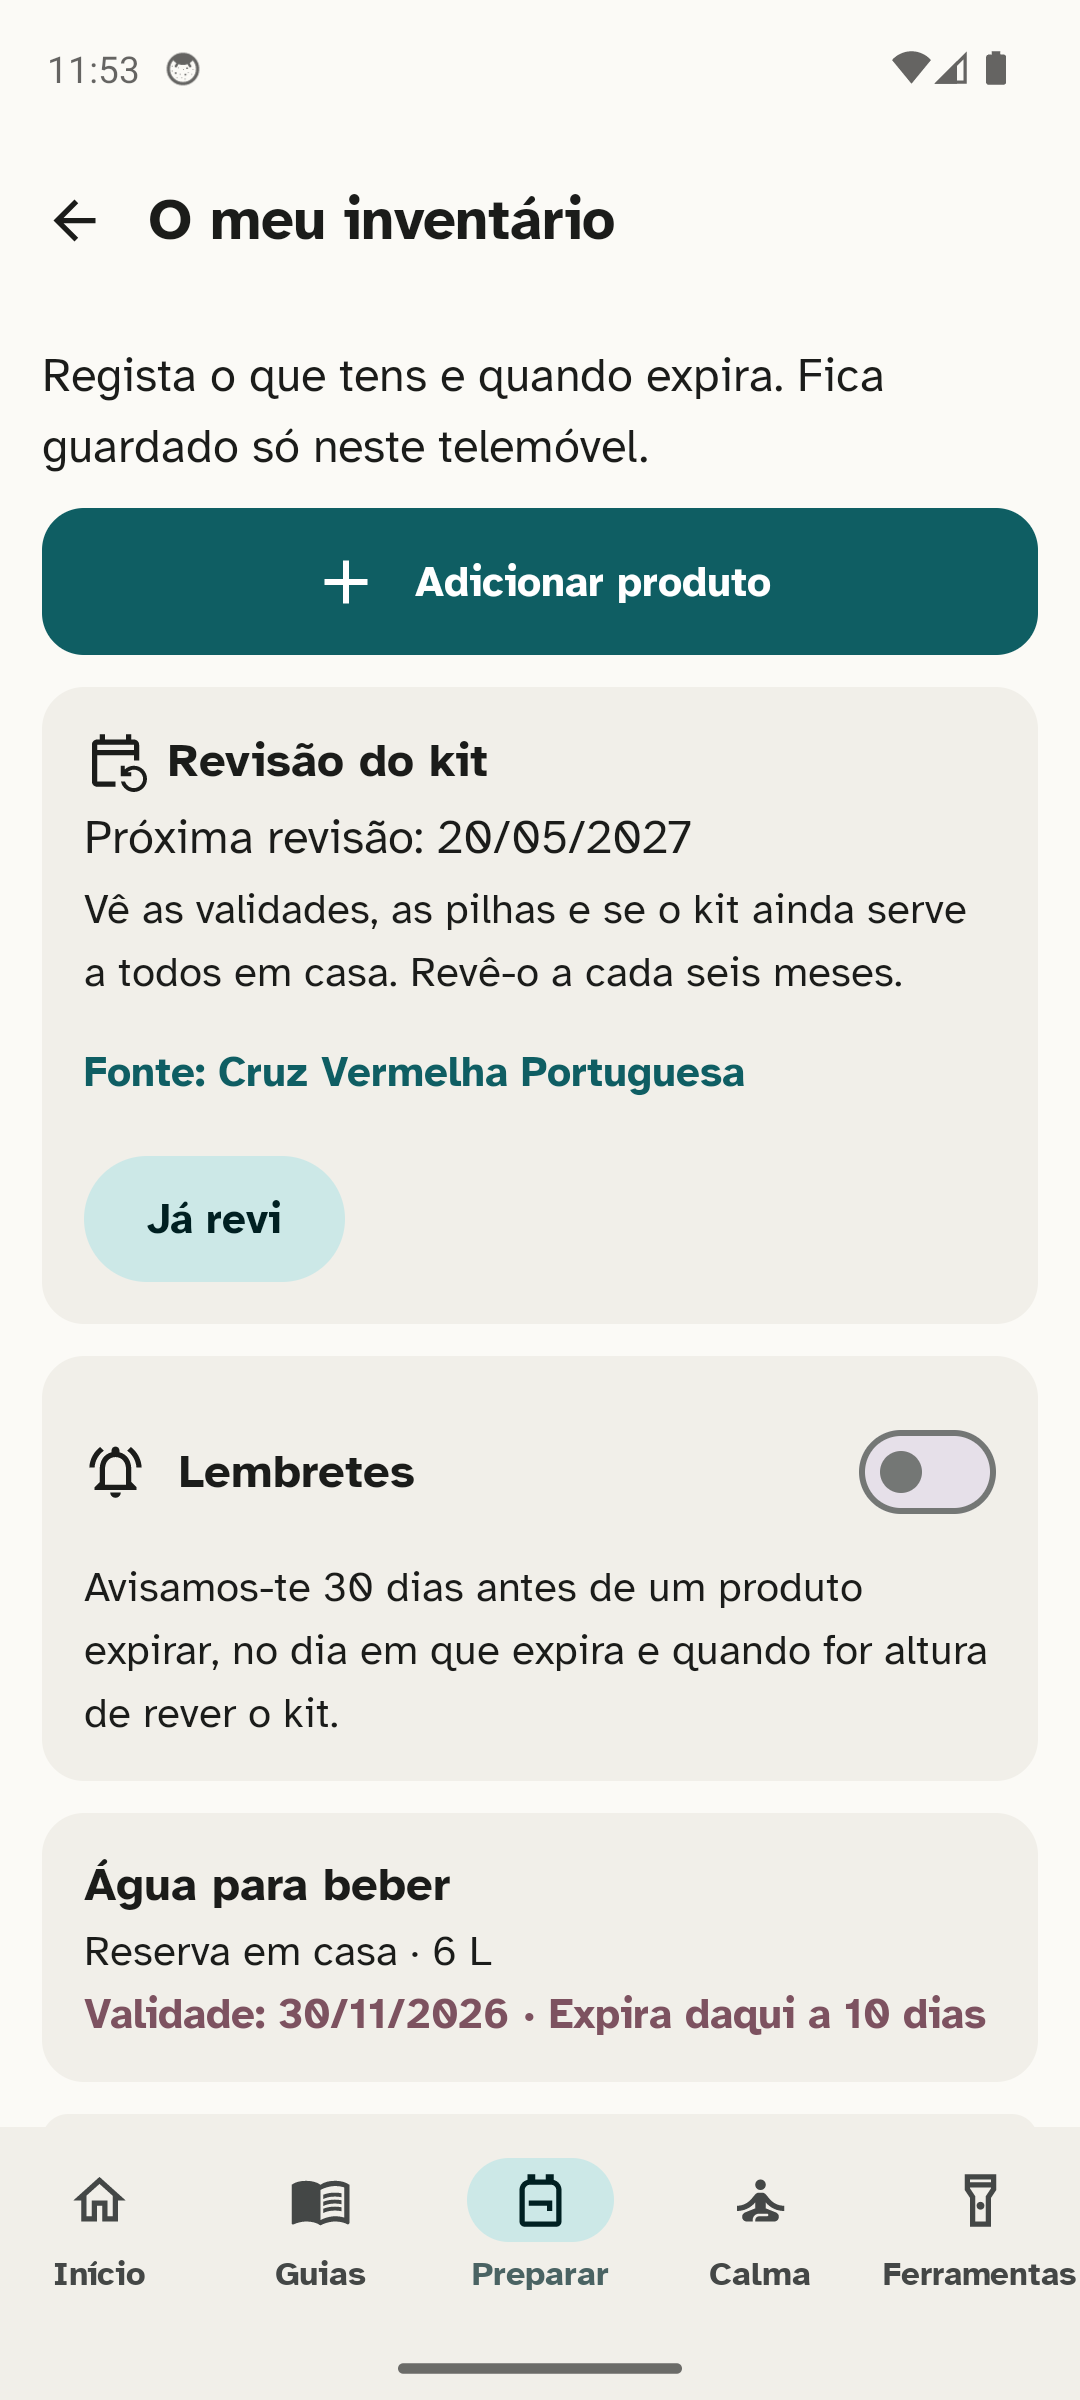 11:53
O meu inventário
Regista o que tens e quando expira. Fica
guardado só neste telemóvel.
Adicionar produto
Revisão do kit
Próxima revisão: 20/05/2027
Vê as validades, as pilhas e se o kit ainda serve
a todos em casa. Revê-o a cada seis meses.
Fonte: Cruz Vermelha Portuguesa
Já revi
Lembretes
Avisamos-te 30 dias antes de um produto
expirar, no dia em que expira e quando for altura
de rever o kit.
Água para beber
Reserva em casa · 6 L
Validade: 30/11/2026 · Expira daqui a 10 dias
Início
Guias
Preparar
Calma
Ferramentas